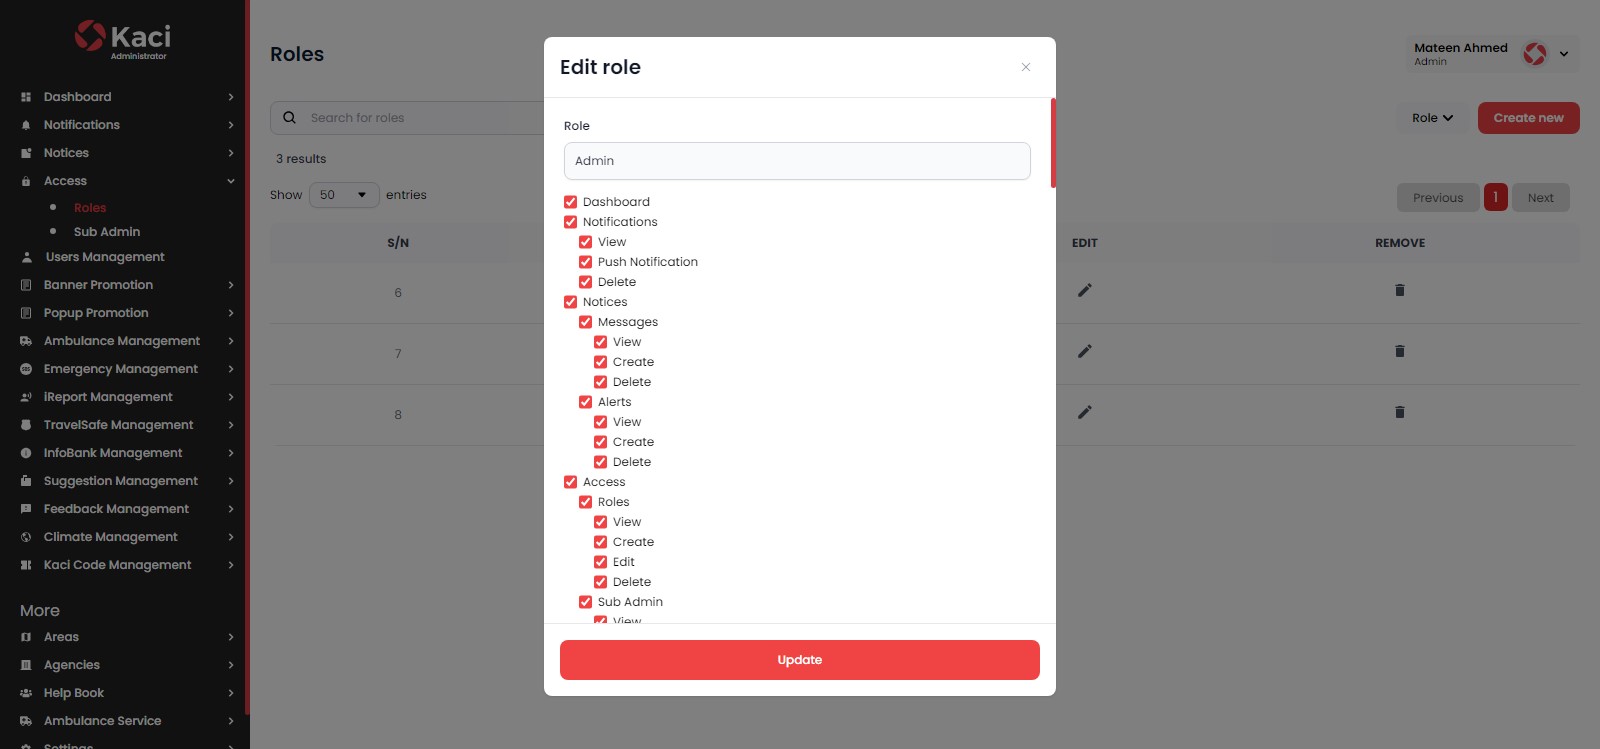 Kaci
Administrator
Dashboard
Notifications
Notices
Access
Roles
Sub Admin
Users Management
Banner Promotion
Popup Promotion
Ambulance Management
Emergency Management
iReport Management
TravelSafe Management
InfoBank Management
Suggestion Management
Feedback Management
Climate Management
Kaci Code Management
More
Areas
Agencies
Help Book
Ambulance Service
Settings
Roles
Mateen Ahmed
Admin
Search for roles
Role
Create new
3 results
Show 50 entries
Previous 1 Next
S/N EDIT REMOVE
6
7
8
Edit role
Role
Admin
Dashboard
Notifications
View
Push Notification
Delete
Notices
Messages
View
Create
Delete
Alerts
View
Create
Delete
Access
Roles
View
Create
Edit
Delete
Sub Admin
View
Update